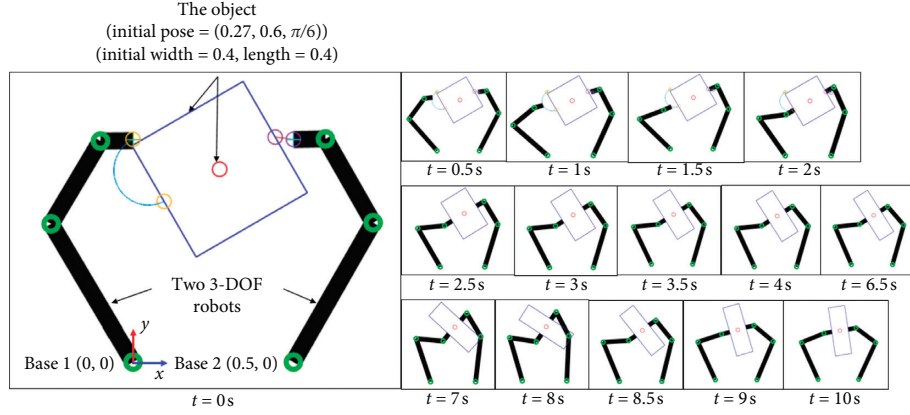 The object
(initial pose = (0.27, 0.6, π/6))
(initial width = 0.4, length = 0.4)
Two 3-DOF
robots
y
x
Base 1 (0, 0)
Base 2 (0.5, 0)
t = 0 s
t = 0.5 s
t = 1 s
t = 1.5 s
t = 2 s
t = 2.5 s
t = 3 s
t = 3.5 s
t = 4 s
t = 6.5 s
t = 7 s
t = 8 s
t = 8.5 s
t = 9 s
t = 10 s